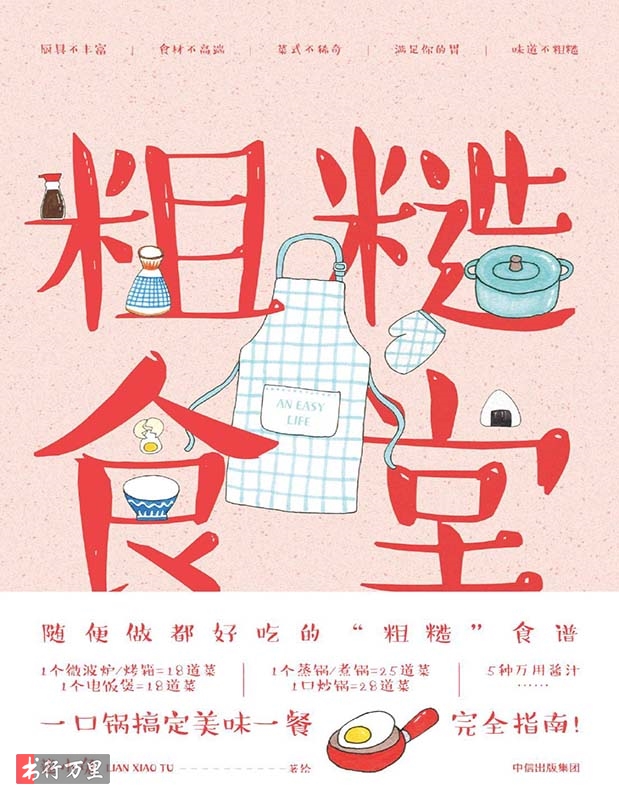 厨具不丰富 | 食材不高端 | 菜式不稀奇 | 满足你的胃 | 味道不粗糙
粗糙
AN EASY
LIFE
食堂
随便做都好吃的“粗糙”食谱
1个微波炉/烤箱=18道菜
1个电饭煲=18道菜
1个蒸锅/煮锅=25道菜
1口炒锅=28道菜
5种万用酱汁
……
一口锅搞定美味一餐 完全指南!
LIAN XIAO TU 著绘
中信出版集团
书行万里